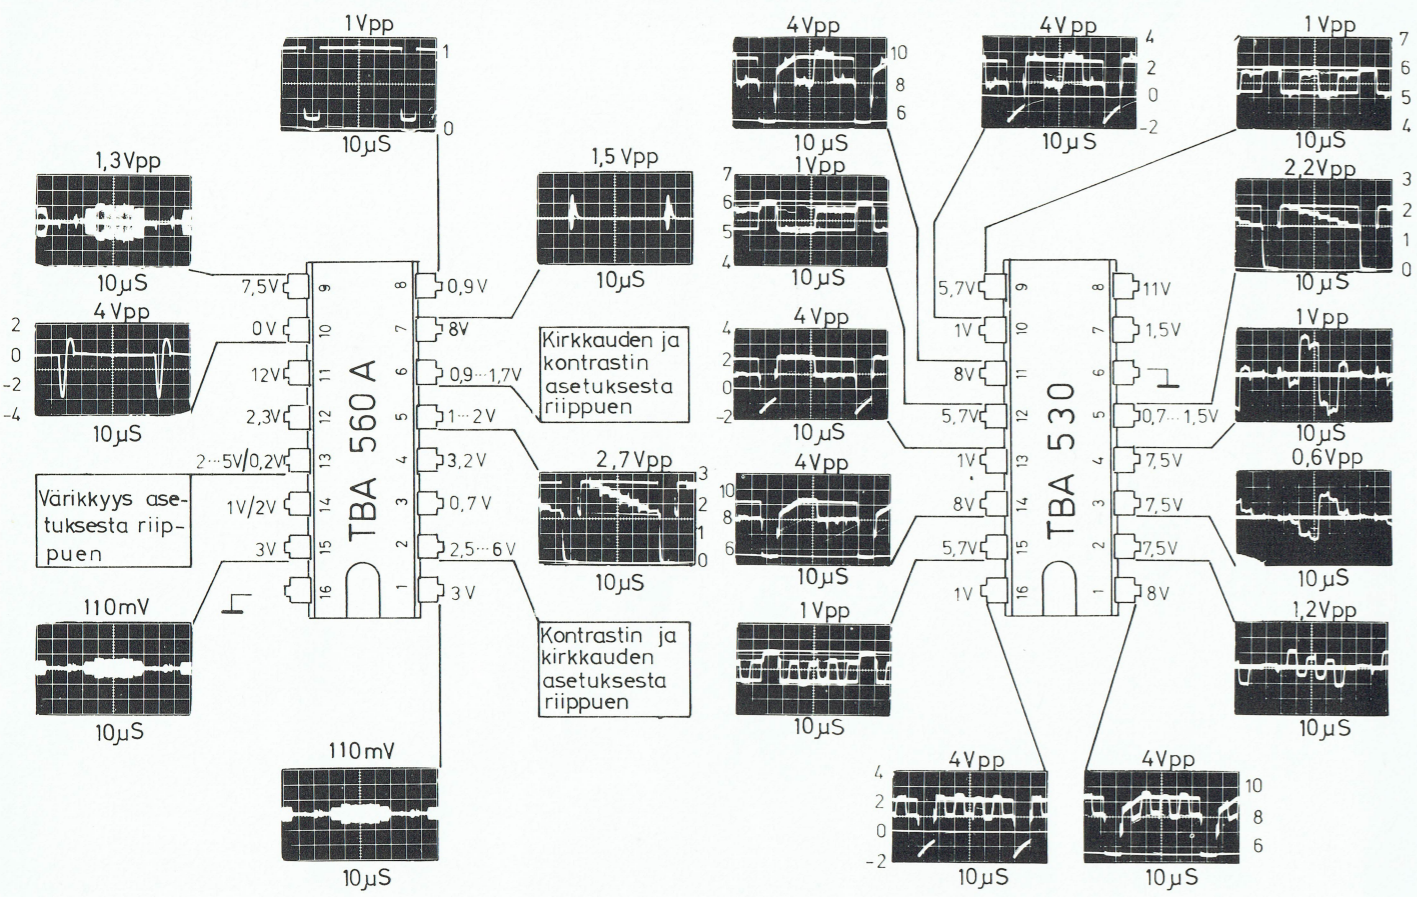 1Vpp
1
0
10µS
1,3Vpp
10µS
4Vpp
2
0
-2
-4
10µS
Värikkyys ase-
tuksesta riip-
puen
110mV
10µS
110mV
10µS
1,5Vpp
10µS
Kirkkauden ja
kontrastin
asetuksesta
riippuen
2,7Vpp
3
2
1
0
10µS
Kontrastin ja
kirkkauden
asetuksesta
riippuen
TBA 560 A
7,5V 9
0V 10
12V 11
2,3V 12
2···5V/0,2V 13
1V/2V 14
3V 15
16
8 0,9V
7 8V
6 0,9···1,7V
5 1···2V
4 3,2V
3 0,7V
2 2,5···6V
1 3V
4Vpp
10
8
6
10µS
4Vpp
4
2
0
-2
10µS
1Vpp
7
6
5
4
10µS
1Vpp
7
6
5
4
10µS
2,2Vpp
3
2
1
0
10µS
4Vpp
4
2
0
-2
10µS
1Vpp
10µS
4Vpp
10
8
6
10µS
0,6Vpp
10µS
1Vpp
10µS
1,2Vpp
10µS
4Vpp
4
2
0
-2
10µS
4Vpp
10
8
6
10µS
TBA 530
5,7V 9
1V 10
8V 11
5,7V 12
1V 13
8V 14
5,7V 15
1V 16
8 11V
7 1,5V
6
5 0,7···1,5V
4 7,5V
3 7,5V
2 7,5V
1 8V